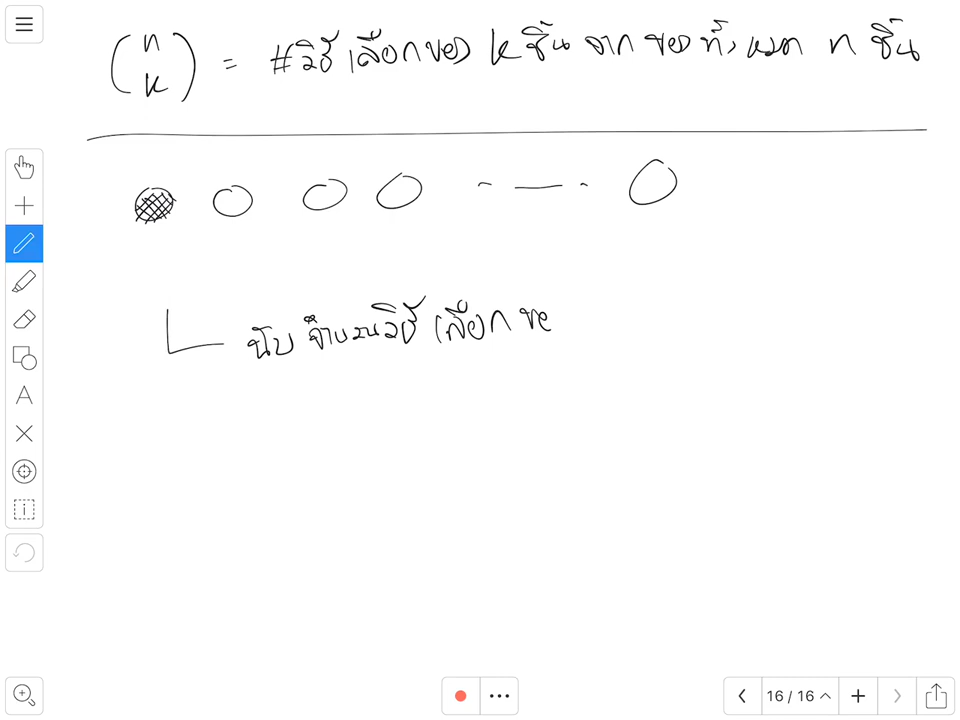 (n k) = #วิธีเลือกของ k ชิ้น จาก ของ ทั้งหมด n ชิ้น
นับ จำนวนวิธี เลือก ขอ
A
16 / 16